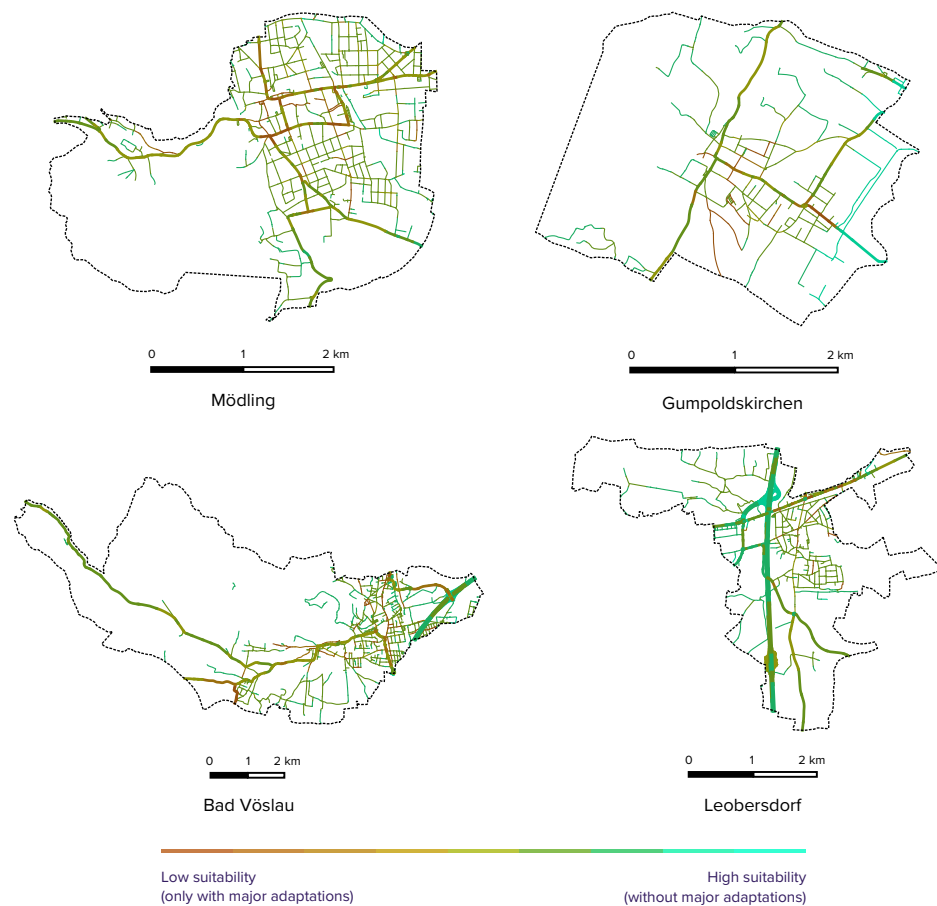 0 1 2 km
Mödling
0 1 2 km
Gumpoldskirchen
0 1 2 km
Bad Vöslau
0 1 2 km
Leobersdorf
Low suitability
(only with major adaptations)
High suitability
(without major adaptations)